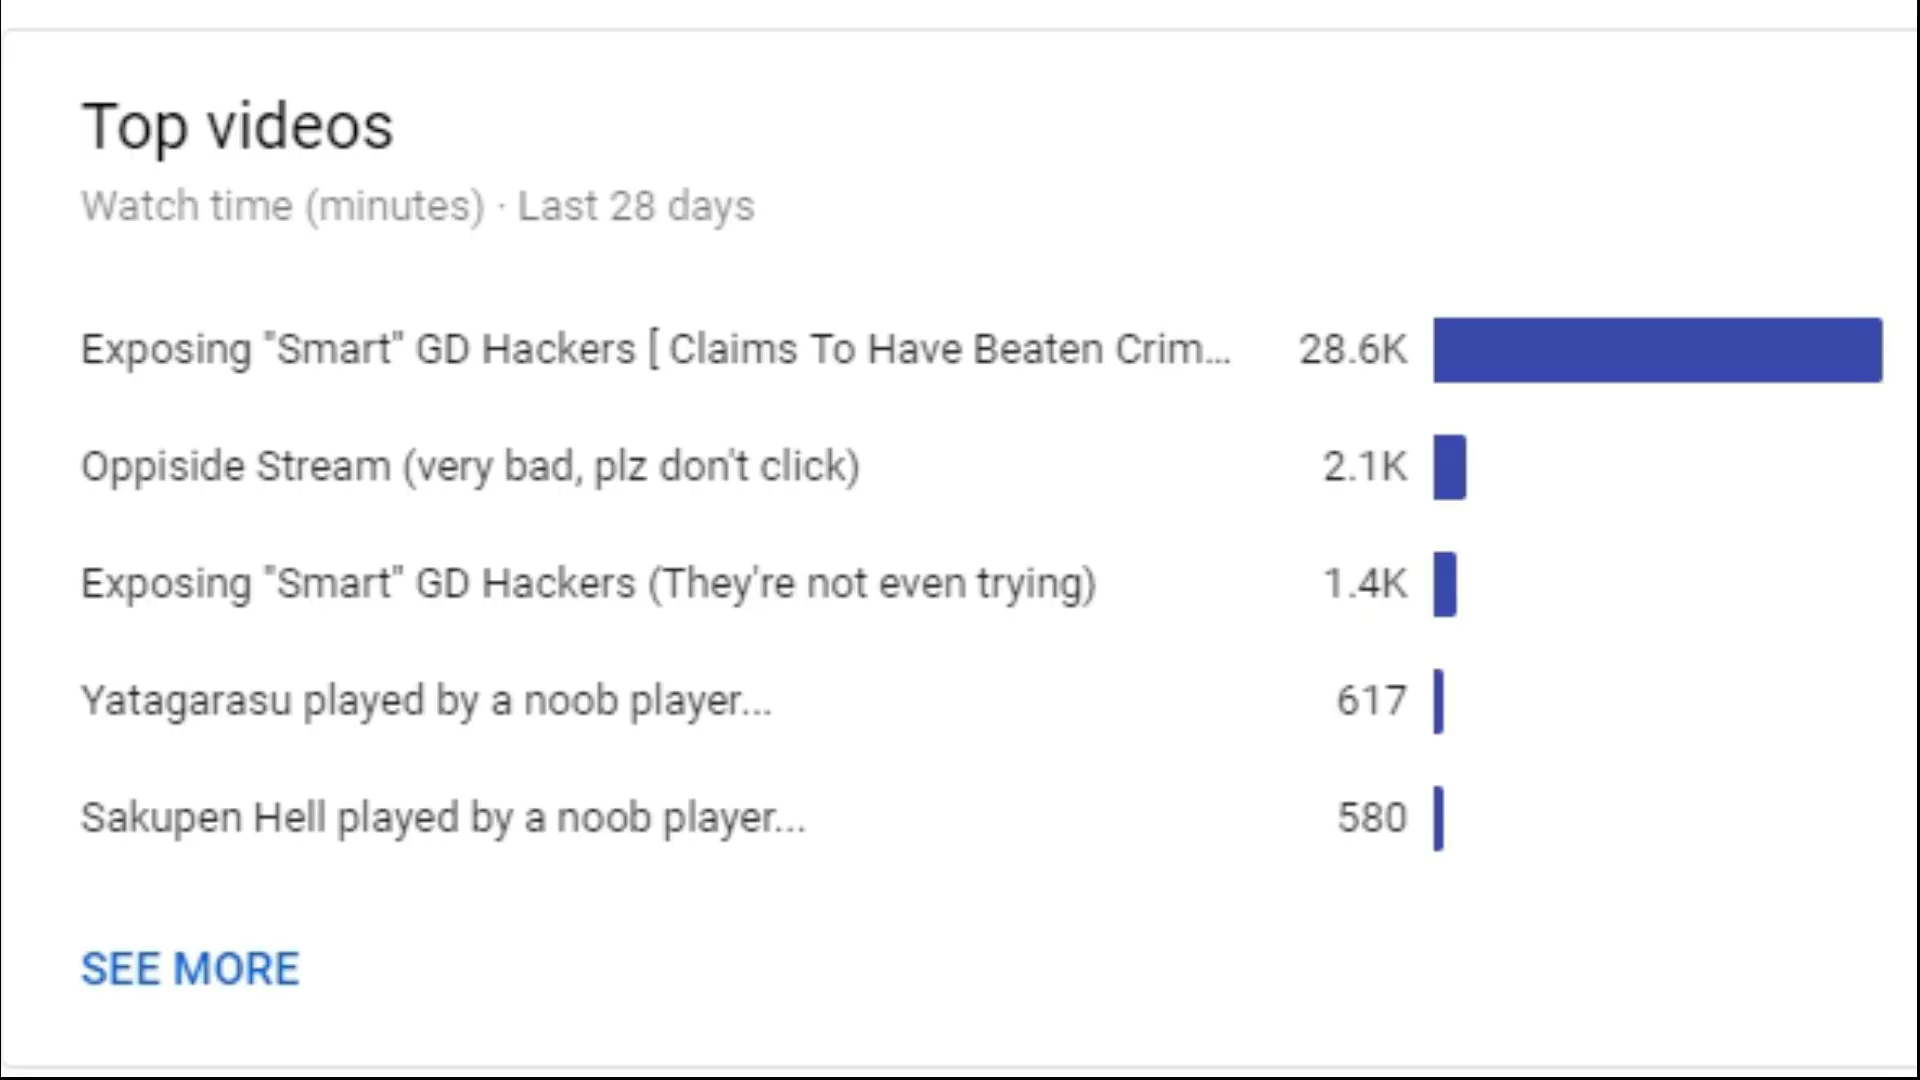 Top videos
Watch time (minutes) · Last 28 days
Exposing "Smart" GD Hackers [ Claims To Have Beaten Crim... 28.6K
Oppiside Stream (very bad, plz don't click) 2.1K
Exposing "Smart" GD Hackers (They're not even trying) 1.4K
Yatagarasu played by a noob player... 617
Sakupen Hell played by a noob player... 580
SEE MORE